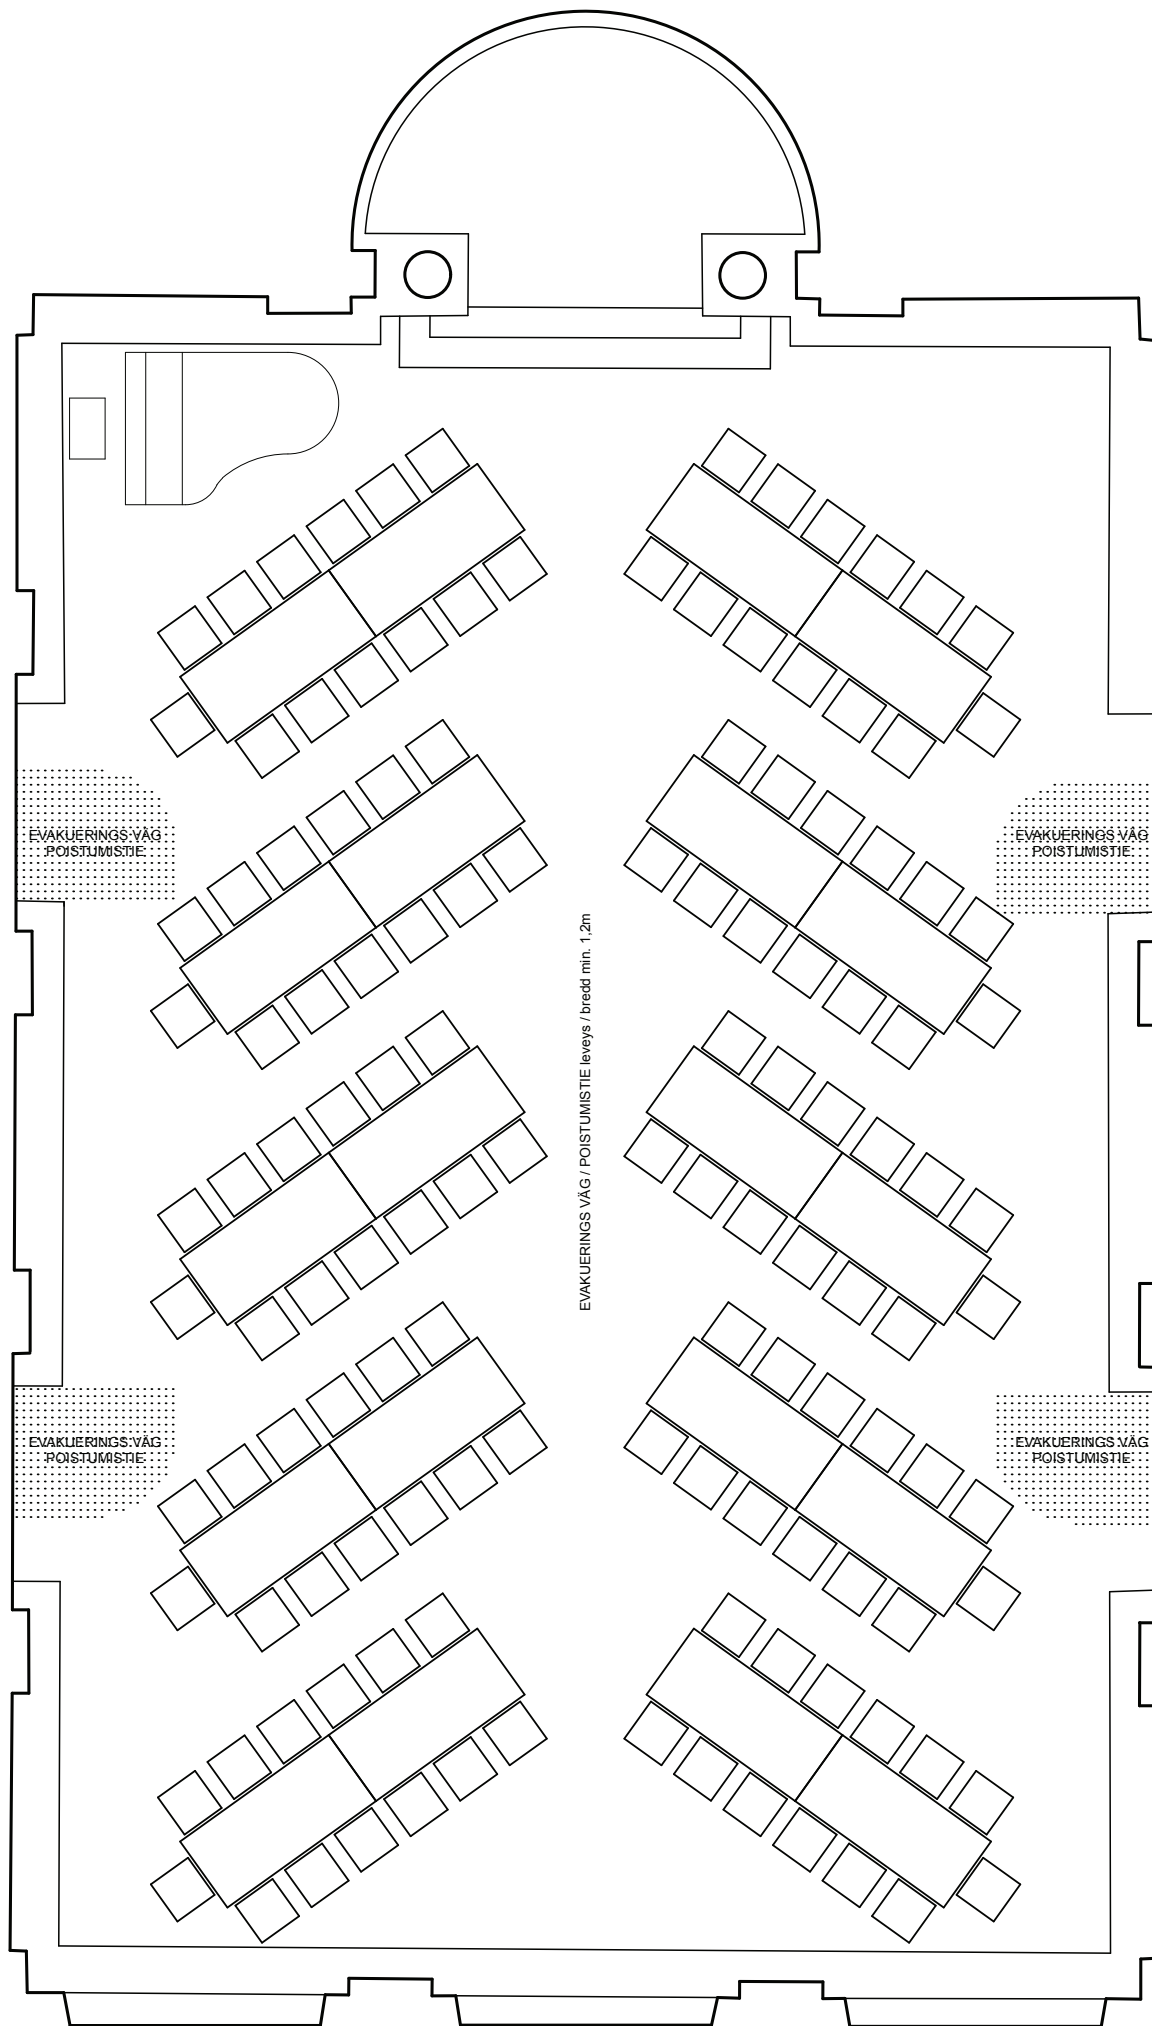 EVAKUERINGS VÄG
POISTUMISTIE
EVAKUERINGS VÄG
POISTUMISTIE
EVAKUERINGS VÄG / POISTUMISTIE leveys / bredd min. 1,2m
EVAKUERINGS VÄG
POISTUMISTIE
EVAKUERINGS VÄG
POISTUMISTIE